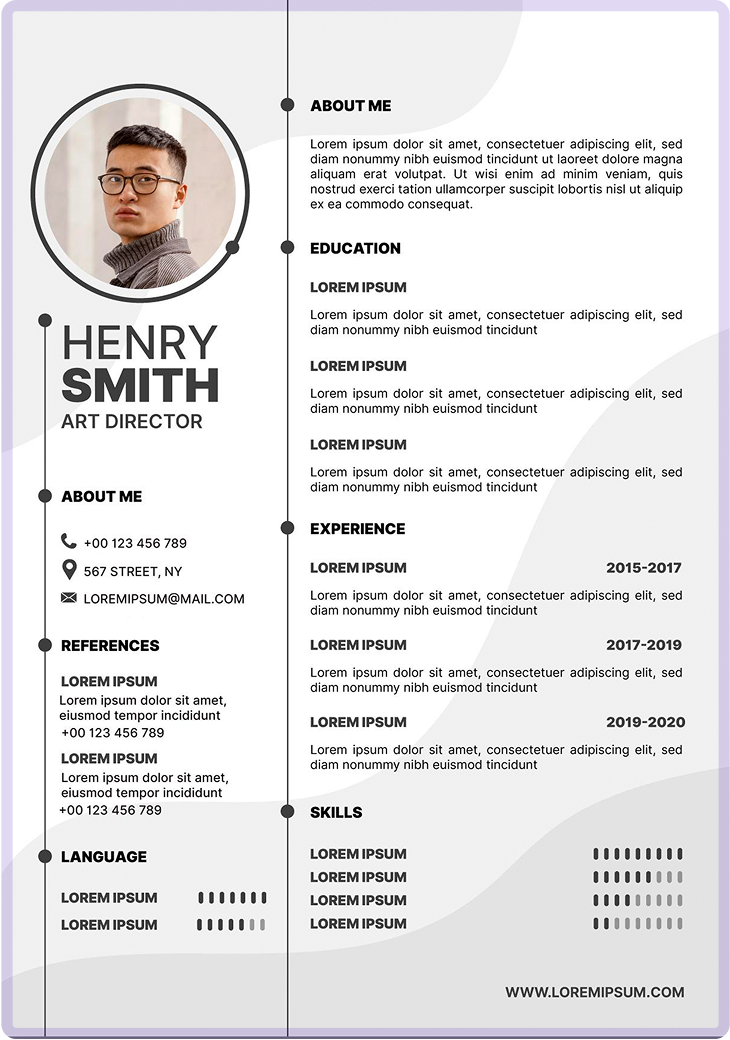 HENRY
SMITH
ART DIRECTOR
ABOUT ME
+00 123 456 789
567 STREET, NY
LOREMIPSUM@MAIL.COM
REFERENCES
LOREM IPSUM
Lorem ipsum dolor sit amet,
eiusmod tempor incididunt
+00 123 456 789
LOREM IPSUM
Lorem ipsum dolor sit amet,
eiusmod tempor incididunt
+00 123 456 789
LANGUAGE
LOREM IPSUM
LOREM IPSUM
ABOUT ME
Lorem ipsum dolor sit amet, consectetuer adipiscing elit, sed
diam nonummy nibh euismod tincidunt ut laoreet dolore magna
aliquam erat volutpat. Ut wisi enim ad minim veniam, quis
nostrud exerci tation ullamcorper suscipit lobortis nisl ut aliquip
ex ea commodo consequat.
EDUCATION
LOREM IPSUM
Lorem ipsum dolor sit amet, consectetuer adipiscing elit, sed
diam nonummy nibh euismod tincidunt
LOREM IPSUM
Lorem ipsum dolor sit amet, consectetuer adipiscing elit, sed
diam nonummy nibh euismod tincidunt
LOREM IPSUM
Lorem ipsum dolor sit amet, consectetuer adipiscing elit, sed
diam nonummy nibh euismod tincidunt
EXPERIENCE
LOREM IPSUM 2015-2017
Lorem ipsum dolor sit amet, consectetuer adipiscing elit, sed
diam nonummy nibh euismod tincidunt
LOREM IPSUM 2017-2019
Lorem ipsum dolor sit amet, consectetuer adipiscing elit, sed
diam nonummy nibh euismod tincidunt
LOREM IPSUM 2019-2020
Lorem ipsum dolor sit amet, consectetuer adipiscing elit, sed
diam nonummy nibh euismod tincidunt
SKILLS
LOREM IPSUM
LOREM IPSUM
LOREM IPSUM
LOREM IPSUM
WWW.LOREMIPSUM.COM